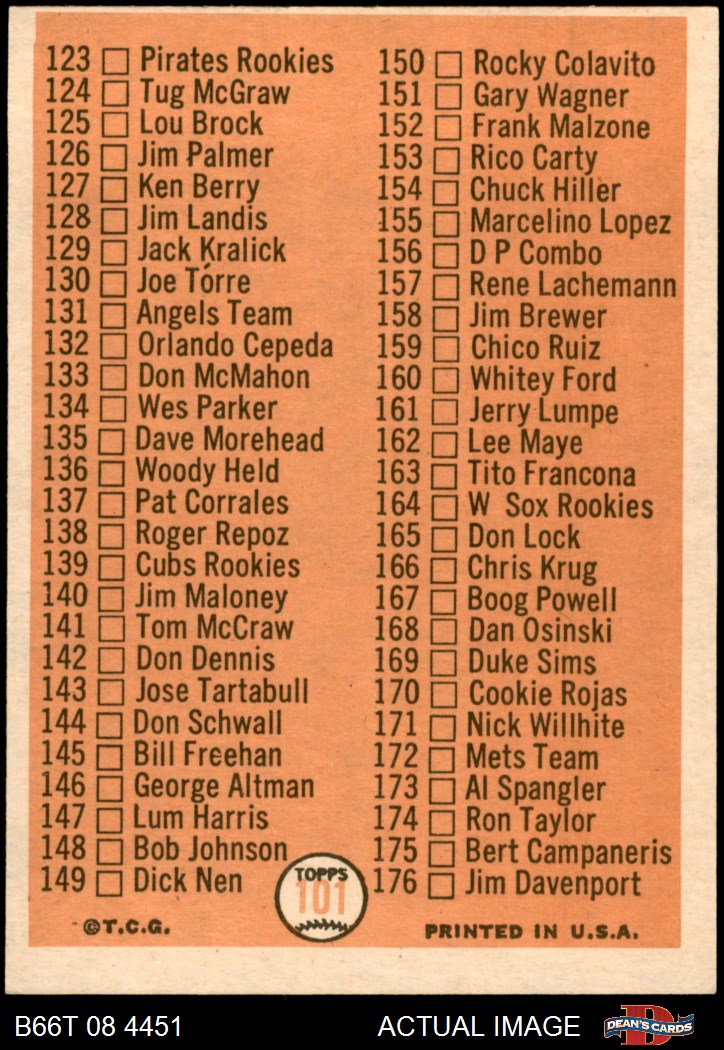 123 Pirates Rookies
124 Tug McGraw
125 Lou Brock
126 Jim Palmer
127 Ken Berry
128 Jim Landis
129 Jack Kralick
130 Joe Torre
131 Angels Team
132 Orlando Cepeda
133 Don McMahon
134 Wes Parker
135 Dave Morehead
136 Woody Held
137 Pat Corrales
138 Roger Repoz
139 Cubs Rookies
140 Jim Maloney
141 Tom McCraw
142 Don Dennis
143 Jose Tartabull
144 Don Schwall
145 Bill Freehan
146 George Altman
147 Lum Harris
148 Bob Johnson
149 Dick Nen
150 Rocky Colavito
151 Gary Wagner
152 Frank Malzone
153 Rico Carty
154 Chuck Hiller
155 Marcelino Lopez
156 D P Combo
157 Rene Lachemann
158 Jim Brewer
159 Chico Ruiz
160 Whitey Ford
161 Jerry Lumpe
162 Lee Maye
163 Tito Francona
164 W Sox Rookies
165 Don Lock
166 Chris Krug
167 Boog Powell
168 Dan Osinski
169 Duke Sims
170 Cookie Rojas
171 Nick Willhite
172 Mets Team
173 Al Spangler
174 Ron Taylor
175 Bert Campaneris
176 Jim Davenport
TOPPS
101
©T.C.G.
PRINTED IN U.S.A.
B66T 08 4451
ACTUAL IMAGE
D
DEAN'S CARDS